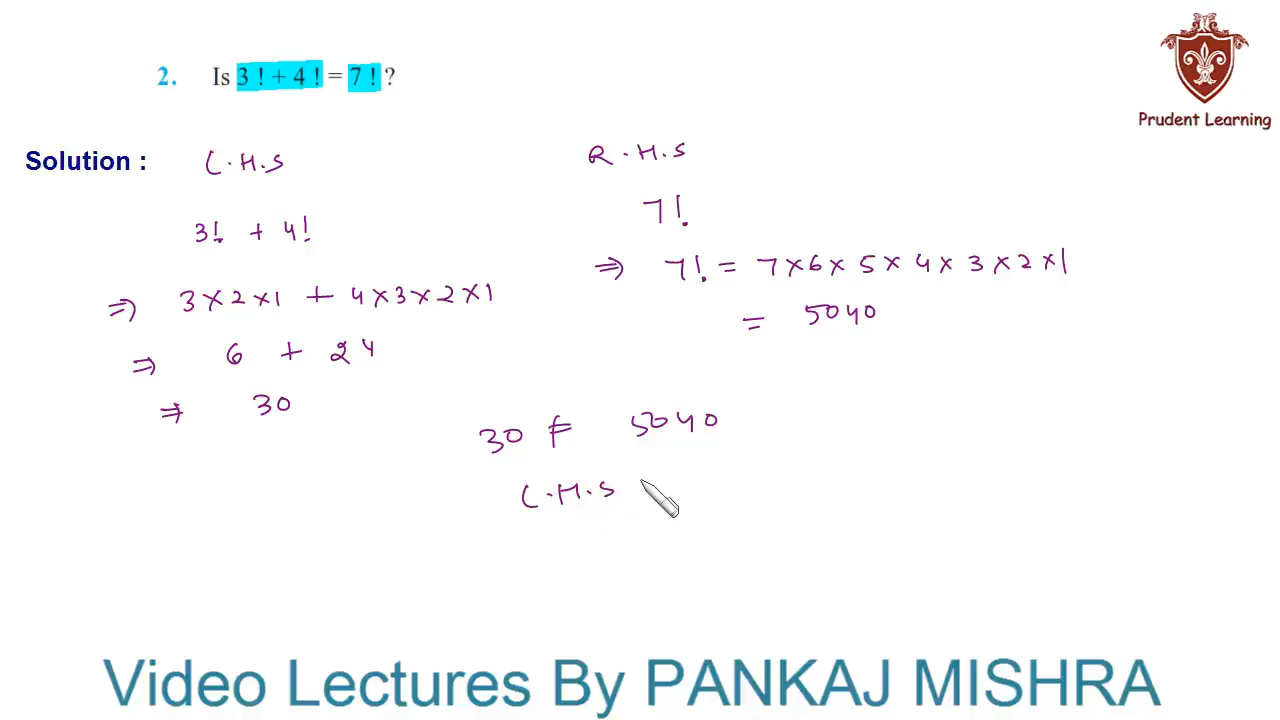 2. Is 3 ! + 4 ! = 7 ! ?
Prudent Learning
Solution :
L.H.S
3! + 4!
⇒ 3 × 2 × 1 + 4 × 3 × 2 × 1
⇒ 6 + 24
⇒ 30
R.H.S
7!
⇒ 7! = 7 × 6 × 5 × 4 × 3 × 2 × 1
= 5040
30 ≠ 5040
L.H.S
Video Lectures By PANKAJ MISHRA